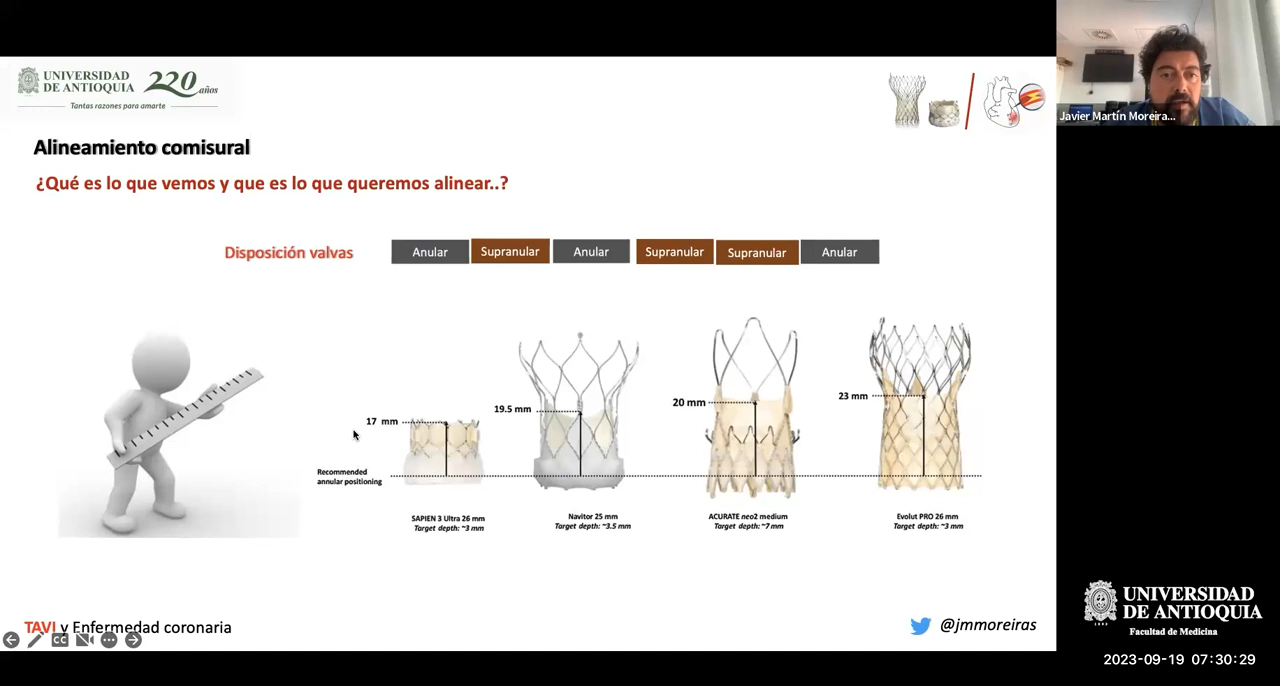 UNIVERSIDAD
DE ANTIOQUIA
220 años
Tantas razones para amarte
Javier Martín Moreira...
Alineamiento comisural
¿Qué es lo que vemos y que es lo que queremos alinear..?
Disposición valvas
Anular
Supranular
Anular
Supranular
Supranular
Anular
17 mm
19.5 mm
20 mm
23 mm
Recommended
annular positioning
SAPIEN 3 Ultra 26 mm
Target depth: ~3 mm
Navitor 25 mm
Target depth: ~3.5 mm
ACURATE neo2 medium
Target depth: ~7 mm
Evolut PRO 26 mm
Target depth: ~3 mm
TAVI y Enfermedad coronaria
CC
@jmmoreiras
UNIVERSIDAD
DE ANTIOQUIA
1803
Facultad de Medicina
2023-09-19 07:30:29